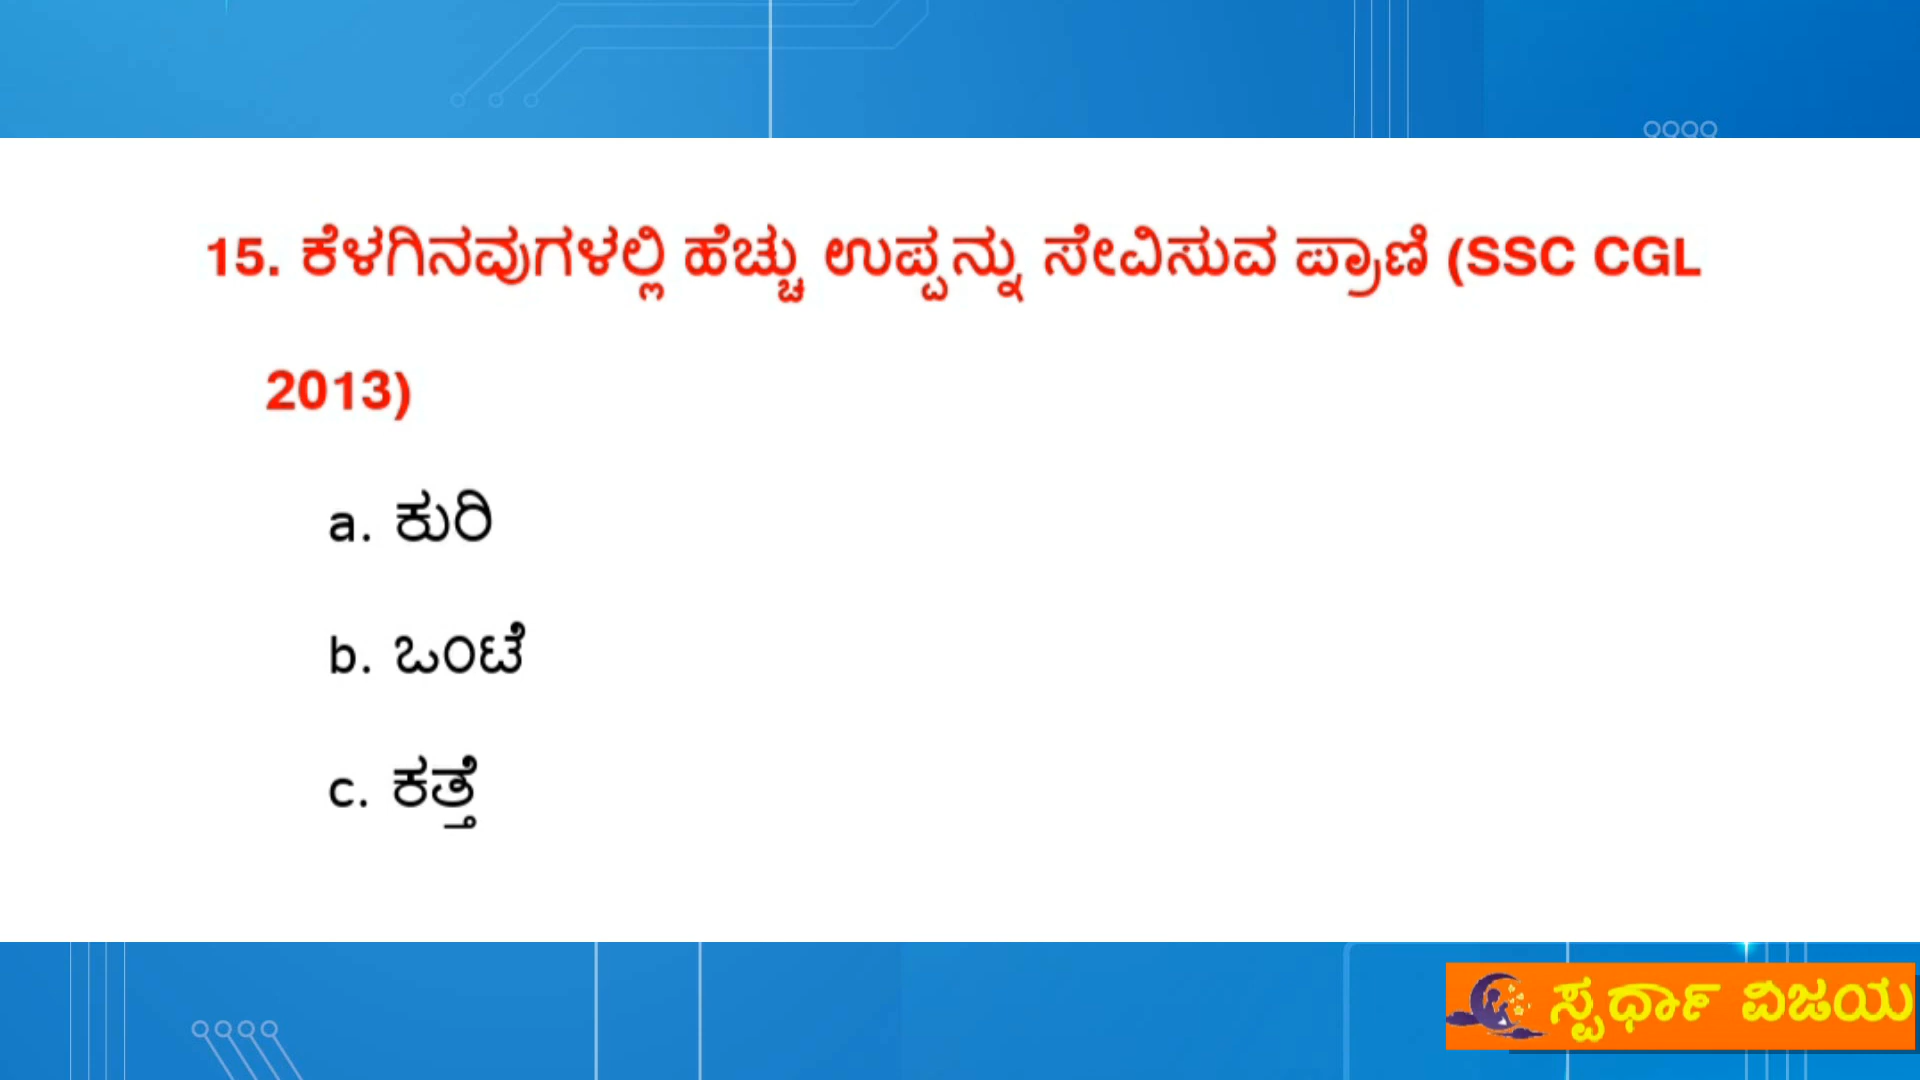 15. ಕೆಳಗಿನವುಗಳಲ್ಲಿ ಹೆಚ್ಚು ಉಪ್ಪನ್ನು ಸೇವಿಸುವ ಪ್ರಾಣಿ (SSC CGL
2013)
a. ಕುರಿ
b. ಒಂಟೆ
c. ಕತ್ತೆ
ಸ್ಪರ್ಧಾ ವಿಜಯ